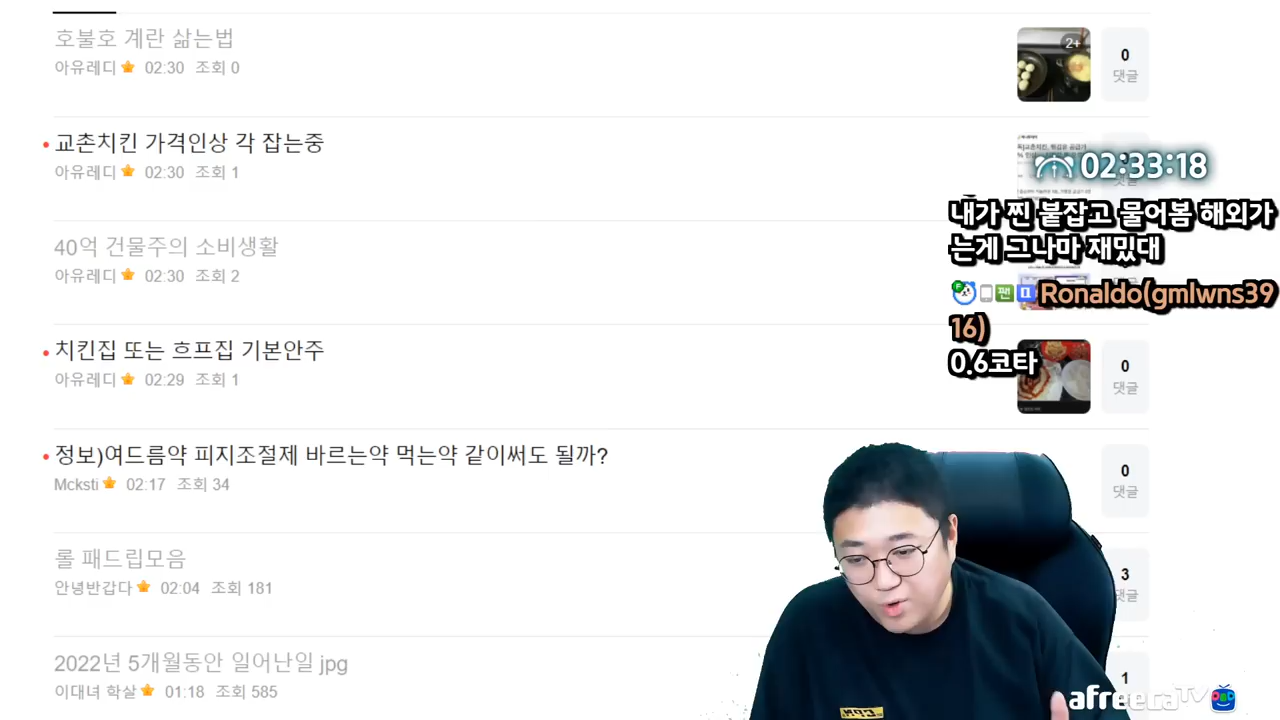 호불호 계란 삶는법
아유레디 02:30 조회 0
2+
0
댓글
교촌치킨 가격인상 각 잡는중
아유레디 02:30 조회 1
02:33:18
내가 찐 붙잡고 물어봄 해외가
는게 그나마 재밌대
40억 건물주의 소비생활
아유레디 02:30 조회 2
F 팬 Ronaldo(gmlwns39
16)
0.6코타
치킨집 또는 흐프집 기본안주
아유레디 02:29 조회 1
0
댓글
정보)여드름약 피지조절제 바르는약 먹는약 같이써도 될까?
Mcksti 02:17 조회 34
0
댓글
롤 패드립모음
안녕반갑다 02:04 조회 181
3
댓글
2022년 5개월동안 일어난일 jpg
이대녀 학살 01:18 조회 585
1
afreecaTV